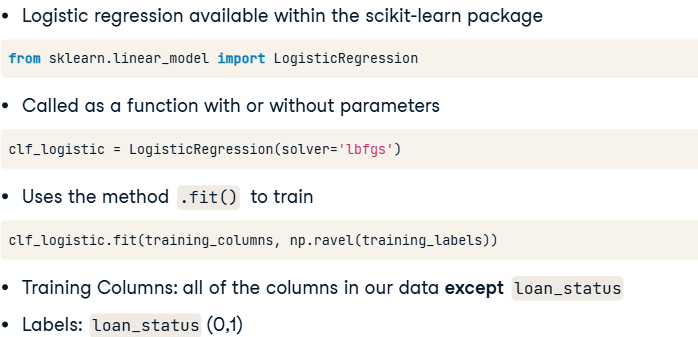 • Logistic regression available within the scikit-learn package
from sklearn.linear_model import LogisticRegression
• Called as a function with or without parameters
clf_logistic = LogisticRegression(solver='lbfgs')
• Uses the method .fit() to train
clf_logistic.fit(training_columns, np.ravel(training_labels))
• Training Columns: all of the columns in our data except loan_status
• Labels: loan_status (0,1)